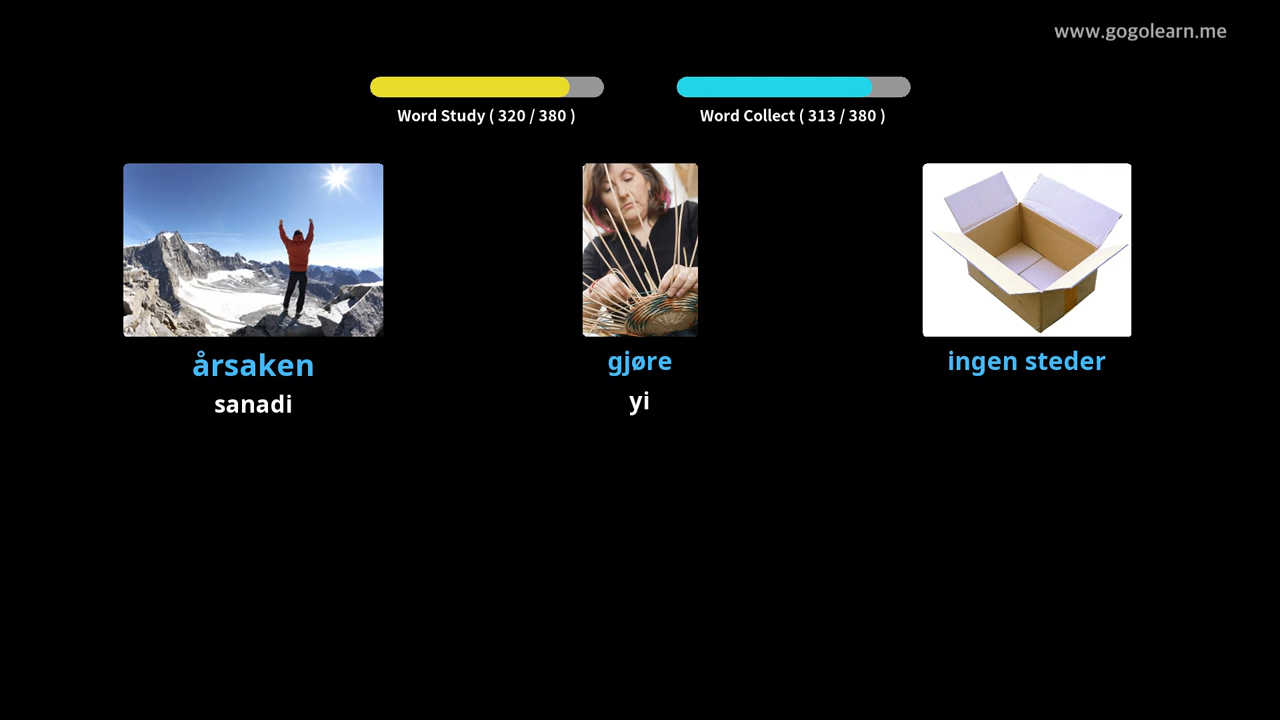 www.gogolearn.me
Word Study ( 320 / 380 )
Word Collect ( 313 / 380 )
årsaken
sanadi
gjøre
yi
ingen steder